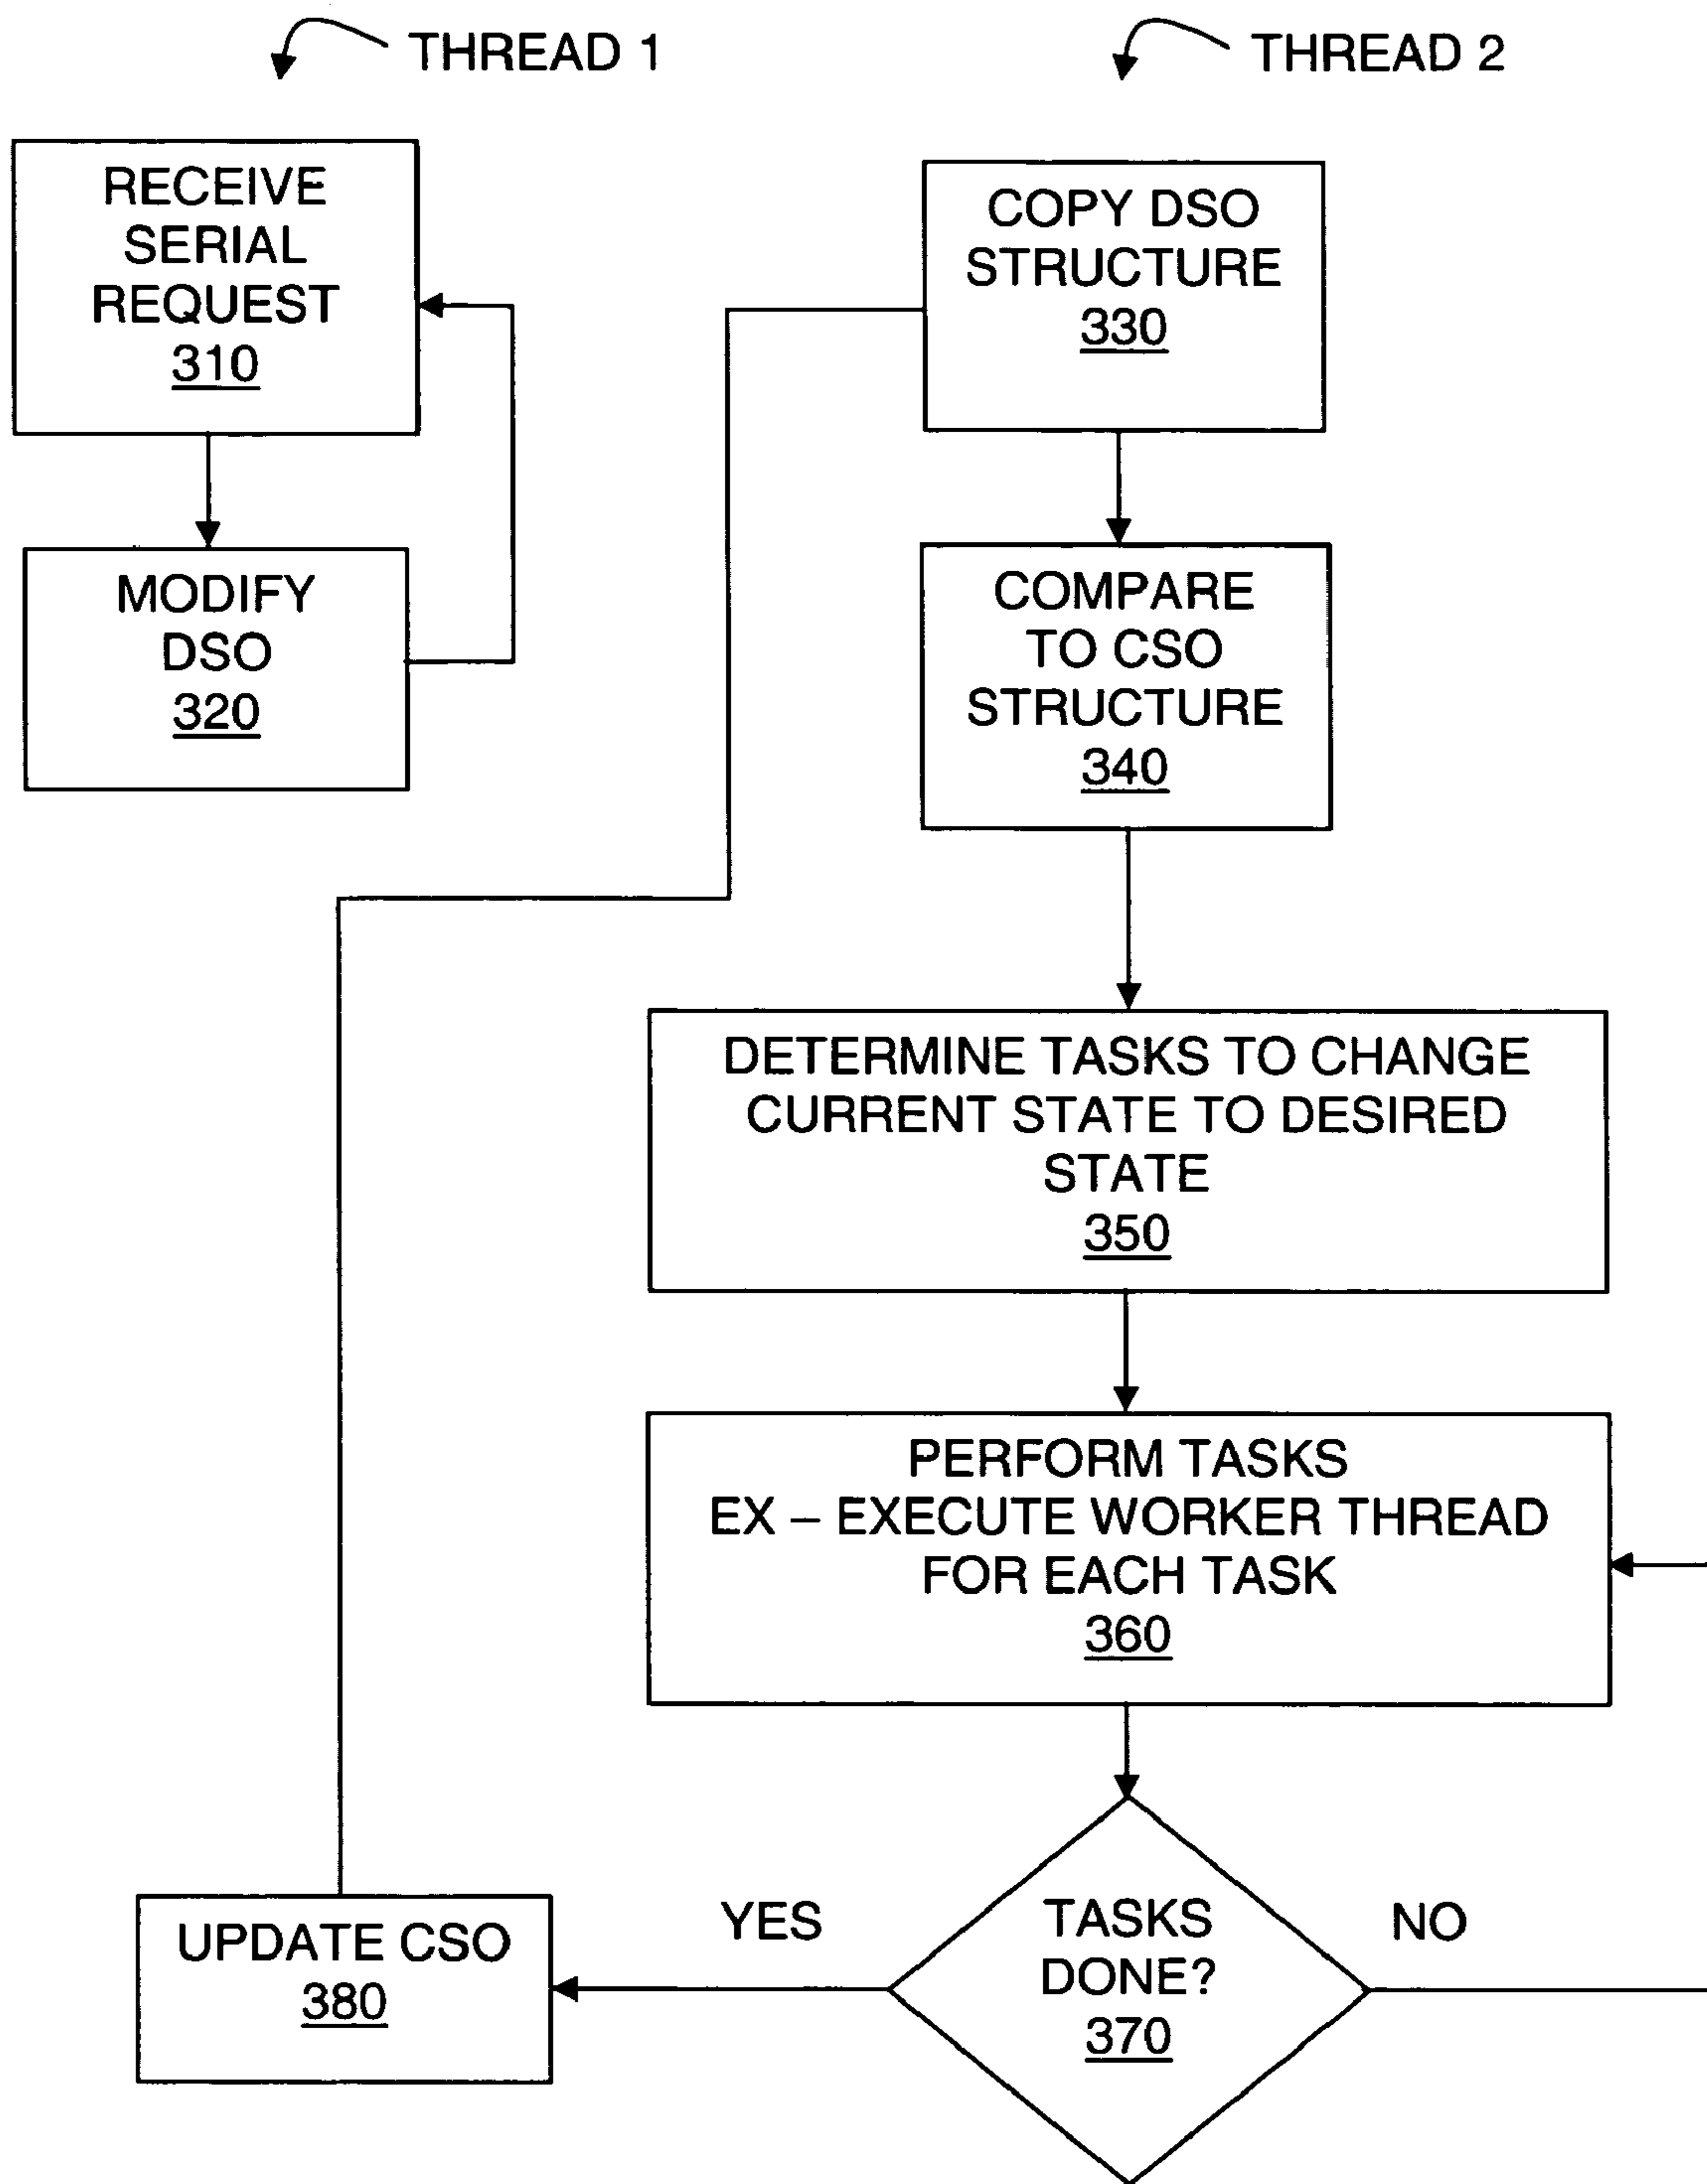 THREAD 1
THREAD 2
RECEIVE
SERIAL
REQUEST
310
MODIFY
DSO
320
COPY DSO
STRUCTURE
330
COMPARE
TO CSO
STRUCTURE
340
DETERMINE TASKS TO CHANGE
CURRENT STATE TO DESIRED
STATE
350
PERFORM TASKS
EX – EXECUTE WORKER THREAD
FOR EACH TASK
360
TASKS
DONE?
370
YES
NO
UPDATE CSO
380